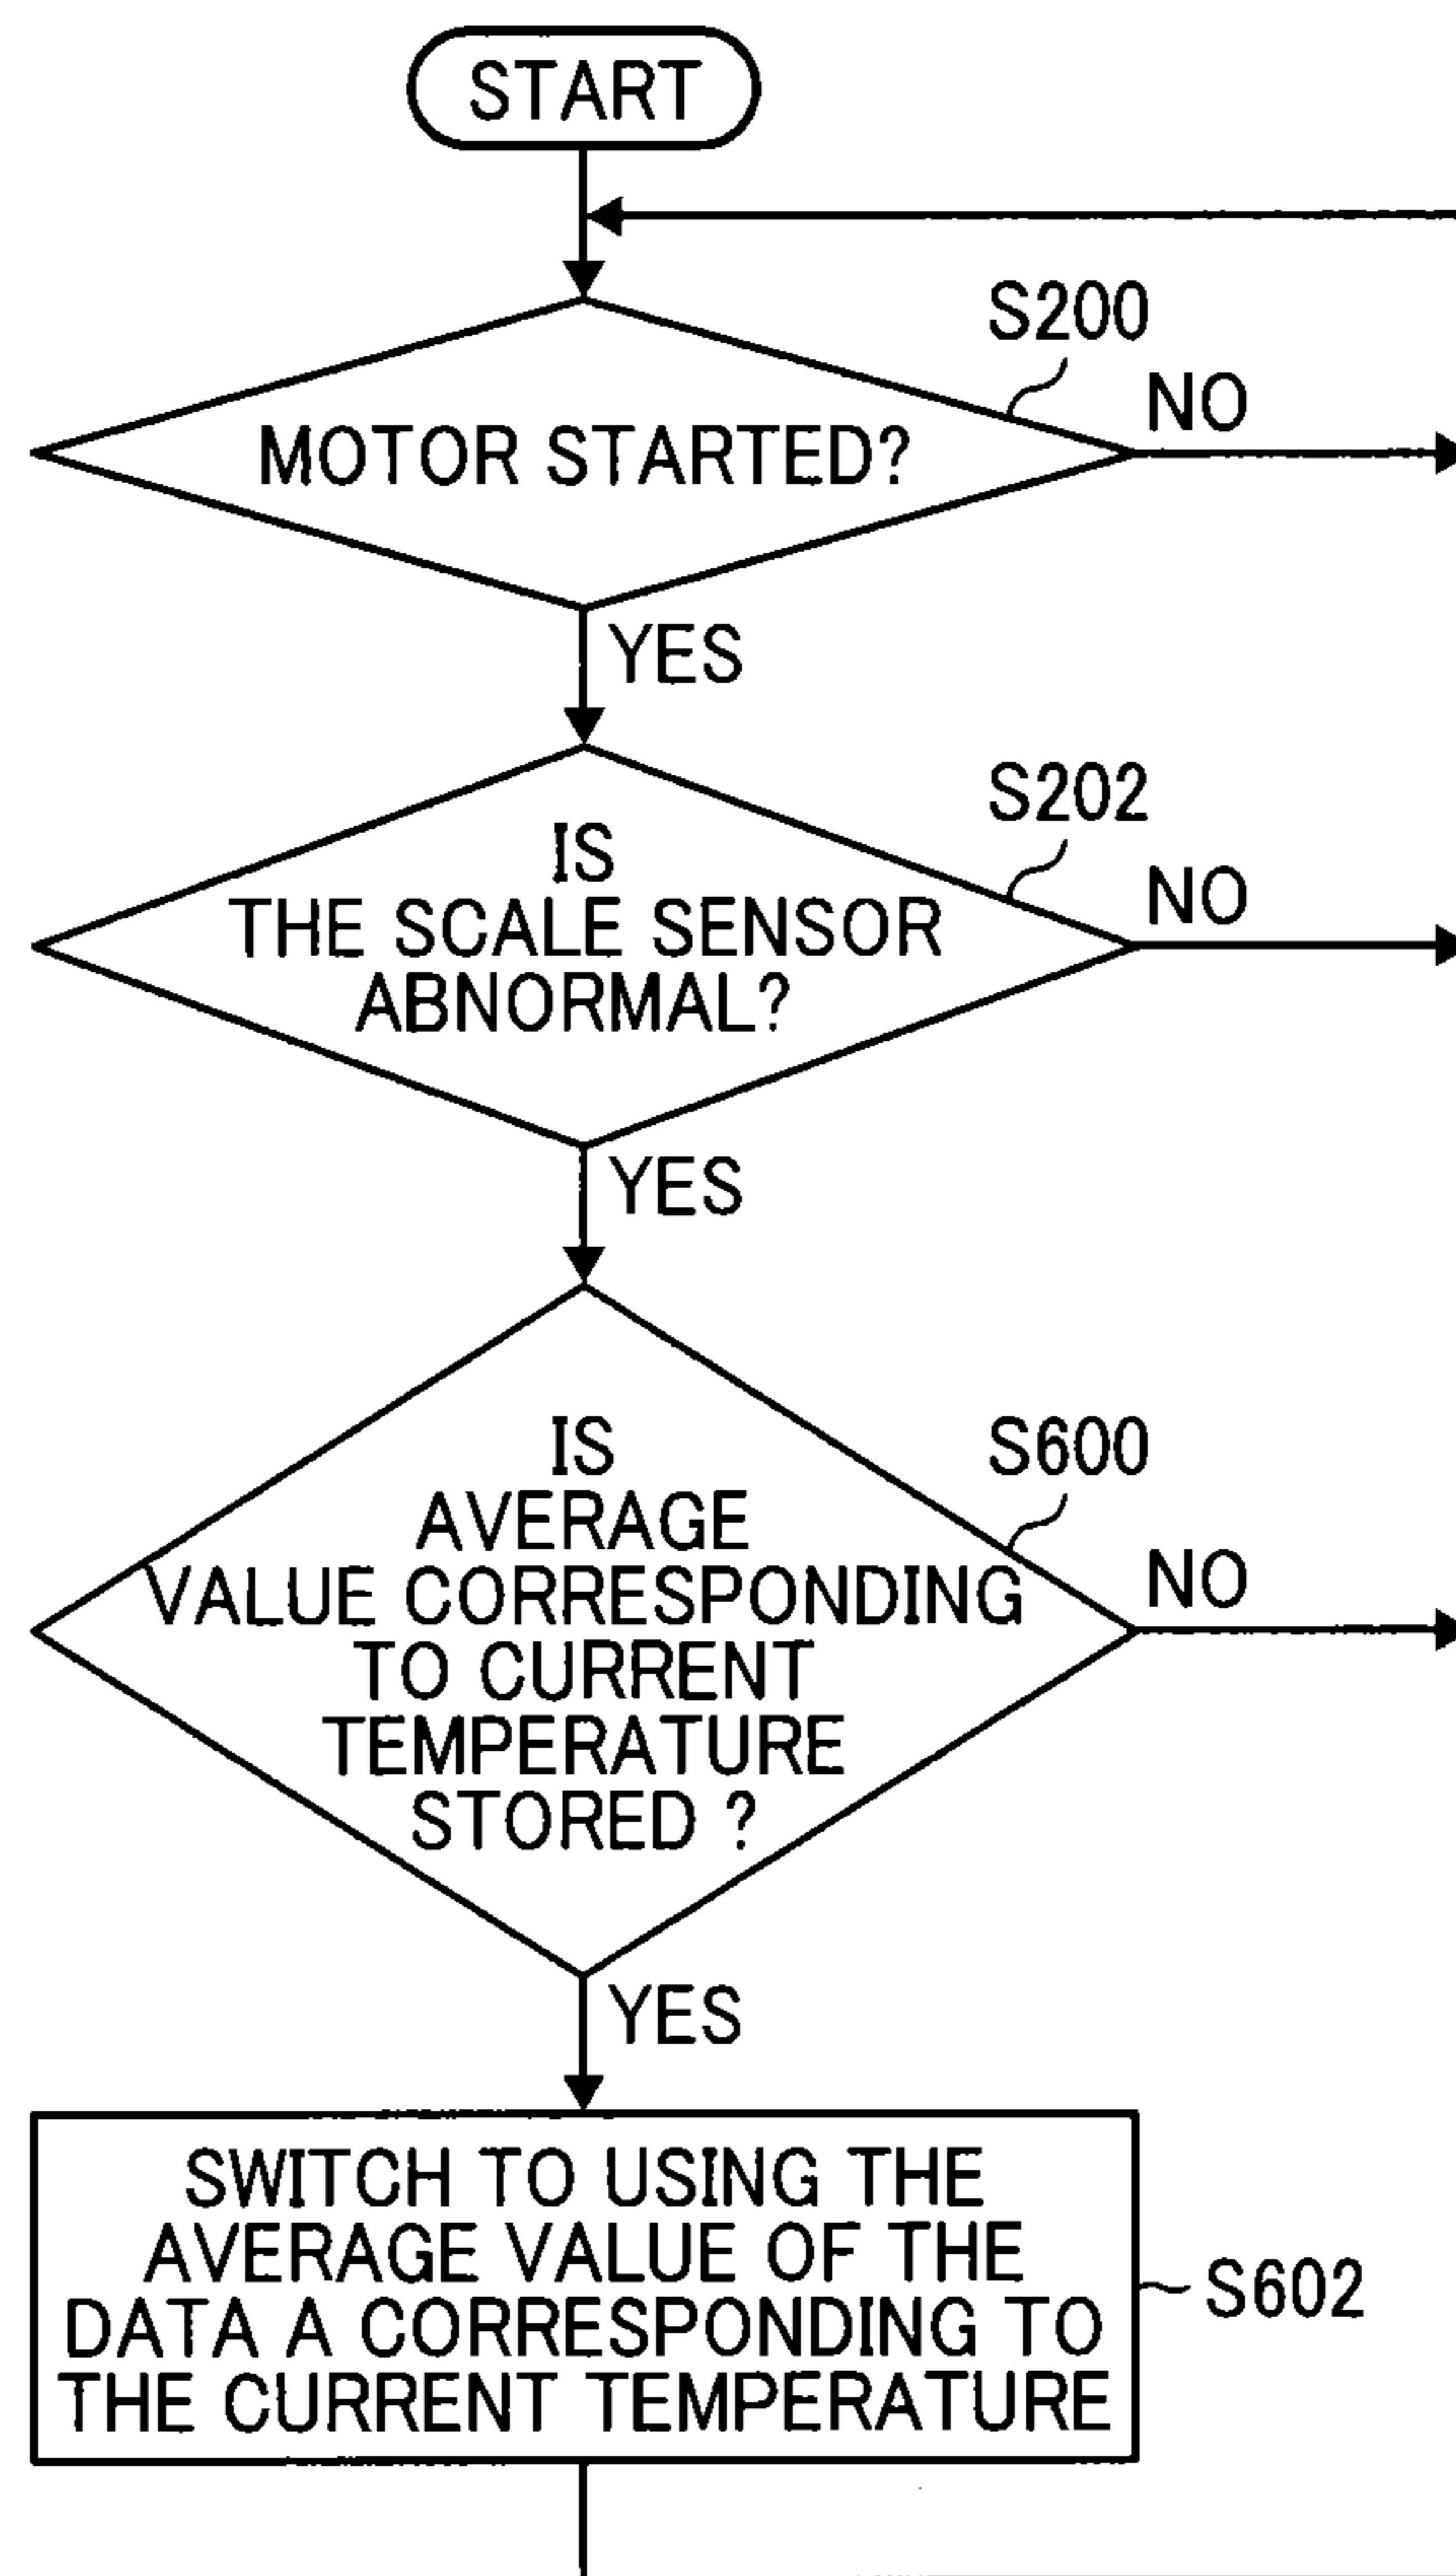 START
S200
NO
MOTOR STARTED?
YES
S202
NO
IS
THE SCALE SENSOR
ABNORMAL?
YES
S600
NO
IS
AVERAGE
VALUE CORRESPONDING
TO CURRENT
TEMPERATURE
STORED ?
YES
SWITCH TO USING THE
AVERAGE VALUE OF THE
DATA A CORRESPONDING TO
THE CURRENT TEMPERATURE
S602